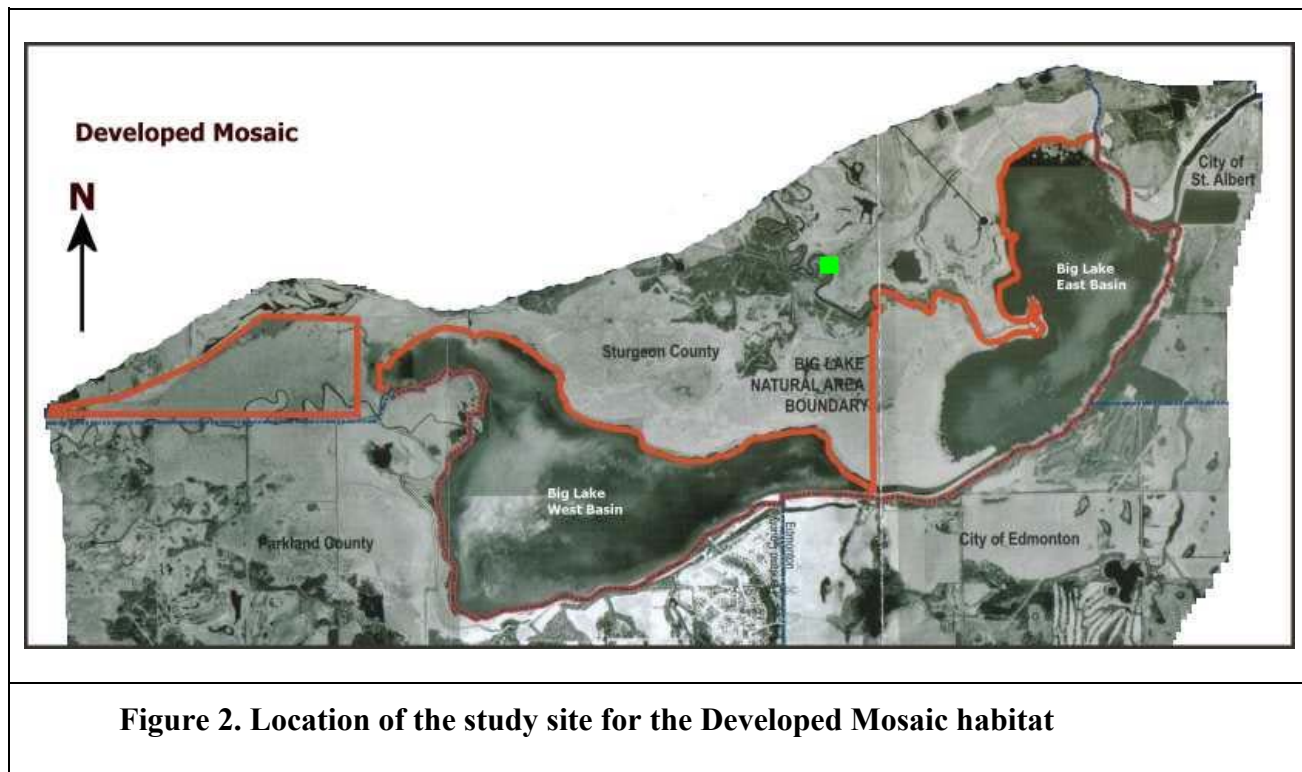 Developed Mosaic
N
City of
St. Albert
Big Lake
East Basin
Sturgeon County
BIG LAKE
NATURAL AREA
BOUNDARY
Big Lake
West Basin
Parkland County
Edmonton
City of Edmonton
Figure 2. Location of the study site for the Developed Mosaic habitat